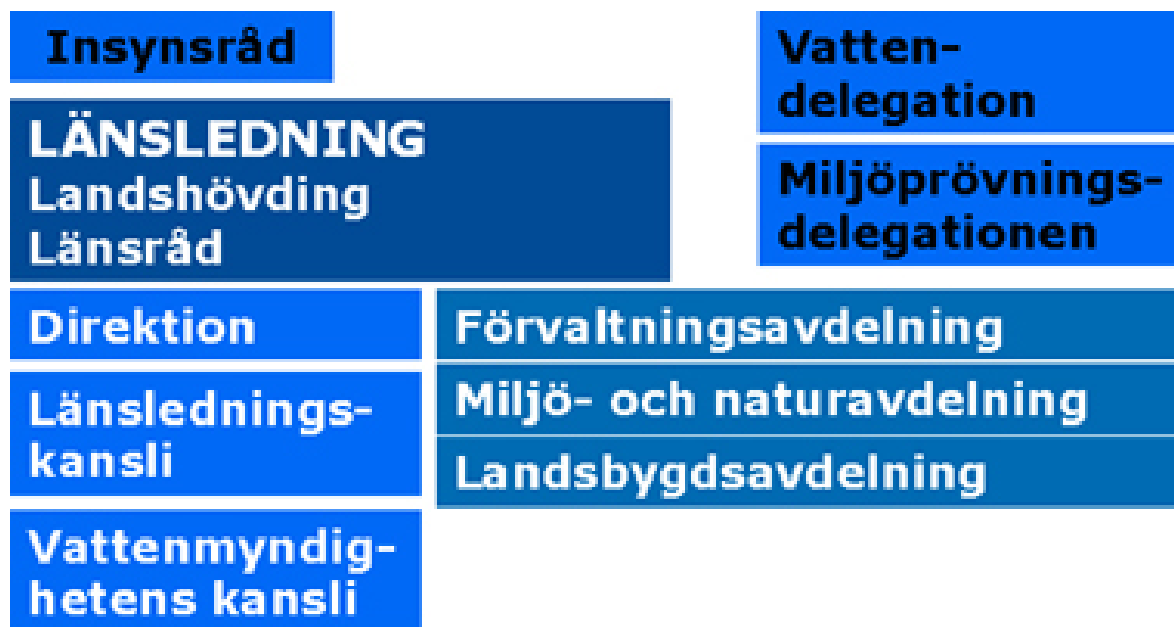 Insynsråd
Vatten-
delegation
LÄNSLEDNING
Landshövding
Länsråd
Miljöprövnings-
delegationen
Direktion
Länslednings-
kansli
Vattenmyndig-
hetens kansli
Förvaltningsavdelning
Miljö- och naturavdelning
Landsbygdsavdelning